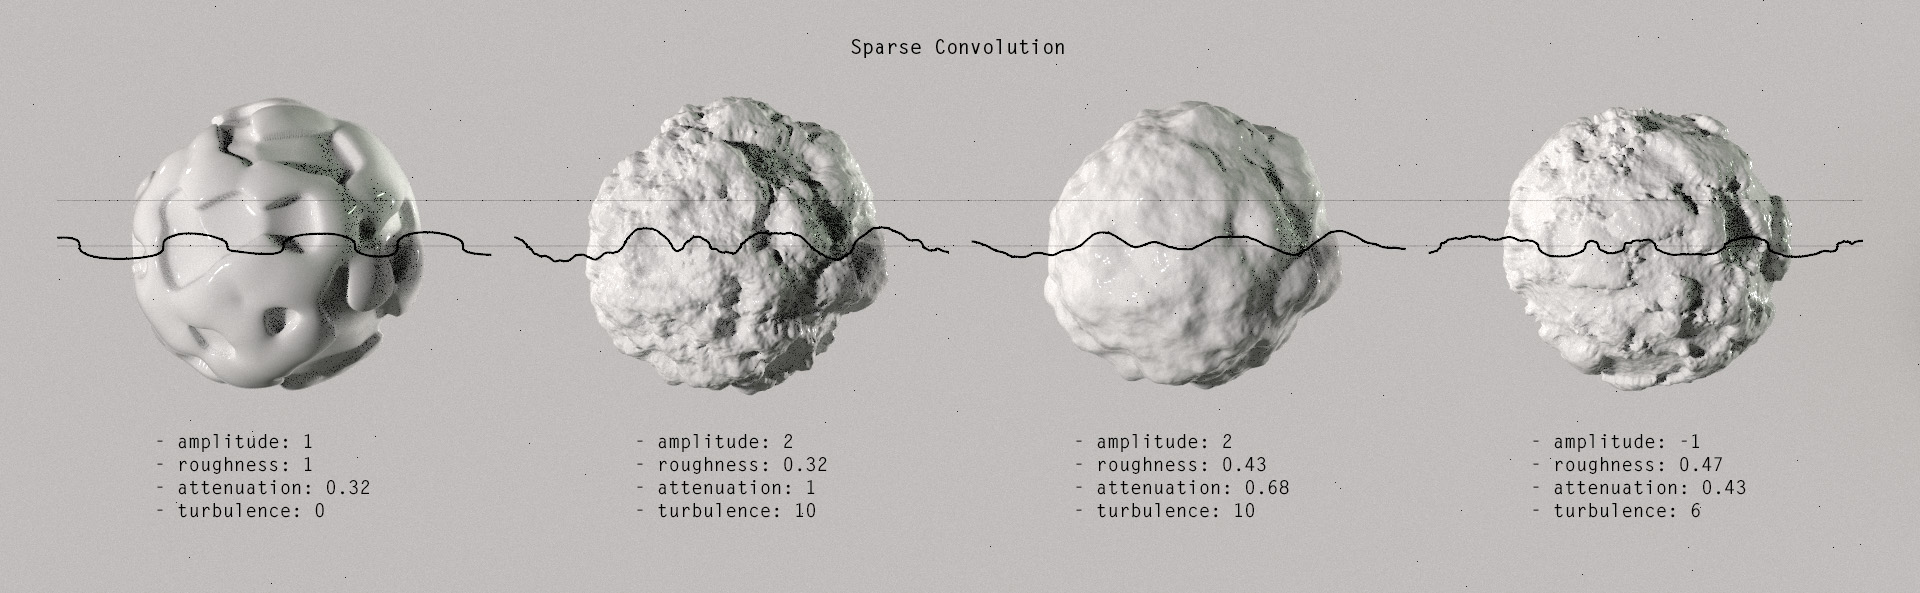 Sparse Convolution
- amplitude: 1
- roughness: 1
- attenuation: 0.32
- turbulence: 0
- amplitude: 2
- roughness: 0.32
- attenuation: 1
- turbulence: 10
- amplitude: 2
- roughness: 0.43
- attenuation: 0.68
- turbulence: 10
- amplitude: -1
- roughness: 0.47
- attenuation: 0.43
- turbulence: 6